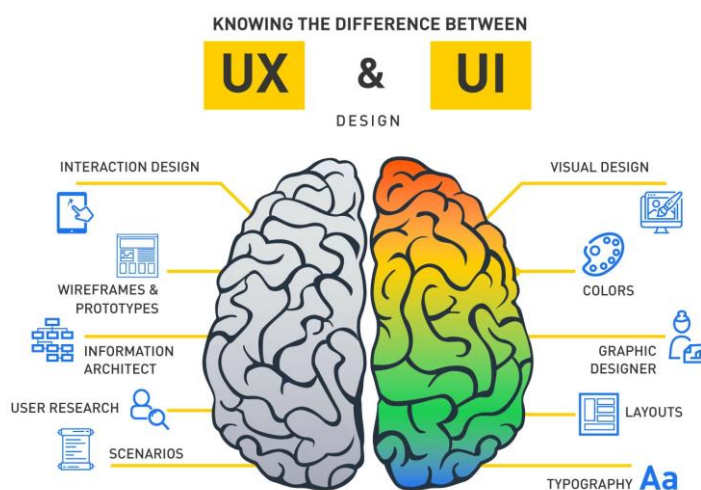 KNOWING THE DIFFERENCE BETWEEN
UX & UI
DESIGN
INTERACTION DESIGN
WIREFRAMES &
PROTOTYPES
INFORMATION
ARCHITECT
USER RESEARCH
SCENARIOS
VISUAL DESIGN
COLORS
GRAPHIC
DESIGNER
LAYOUTS
TYPOGRAPHY Aa